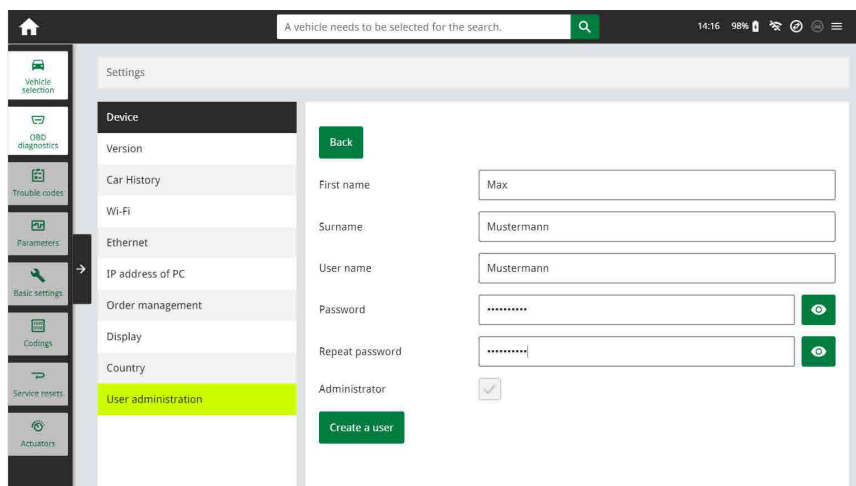 A vehicle needs to be selected for the search.
14:16 98%
Vehicle
selection
OBD
diagnostics
Trouble codes
Parameters
Basic settings
Codings
Service resets
Actuators
Settings
Device
Version
Car History
Wi-Fi
Ethernet
IP address of PC
Order management
Display
Country
User administration
Back
First name Max
Surname Mustermann
User name Mustermann
Password ••••••••••
Repeat password ••••••••••
Administrator
Create a user